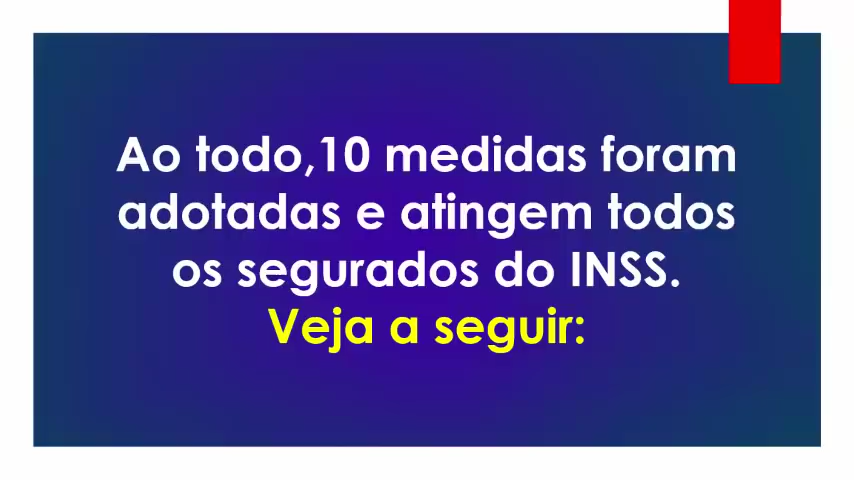 Ao todo,10 medidas foram
adotadas e atingem todos
os segurados do INSS.
Veja a seguir: